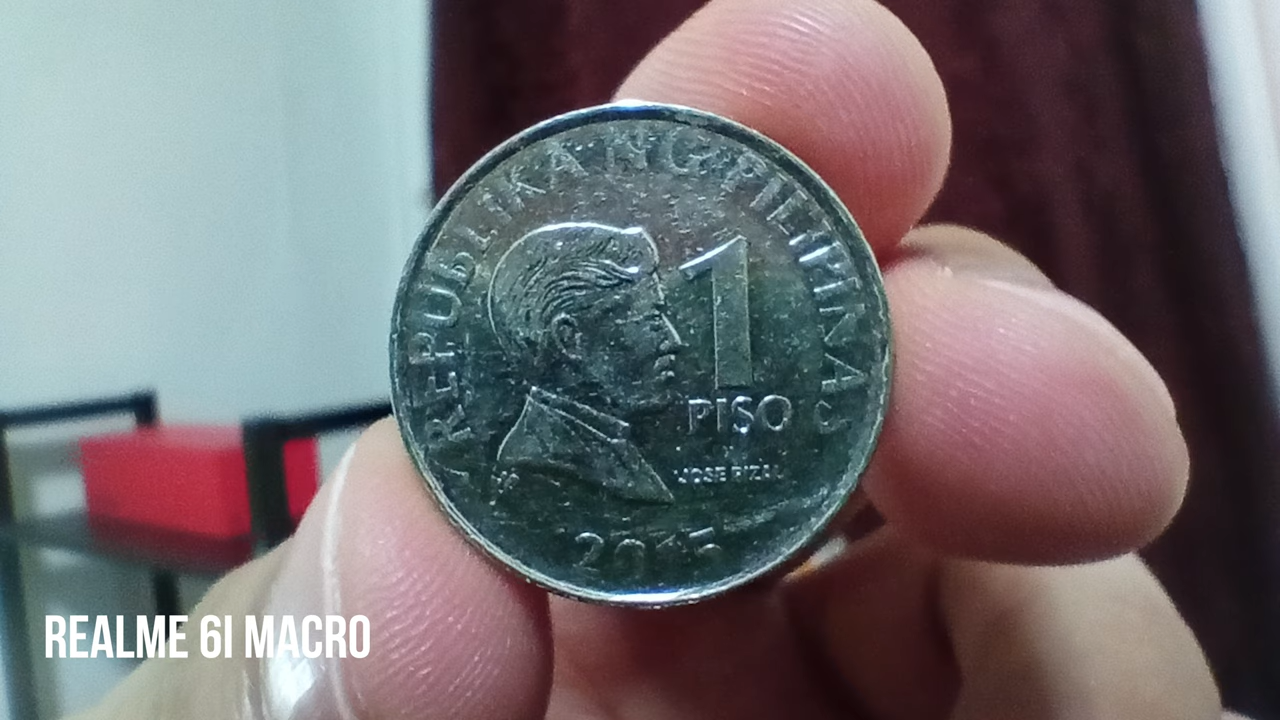 REPUBLIKA NG PILIPINAS
1
PISO
JOSE RIZAL
2015
REALME 6I MACRO